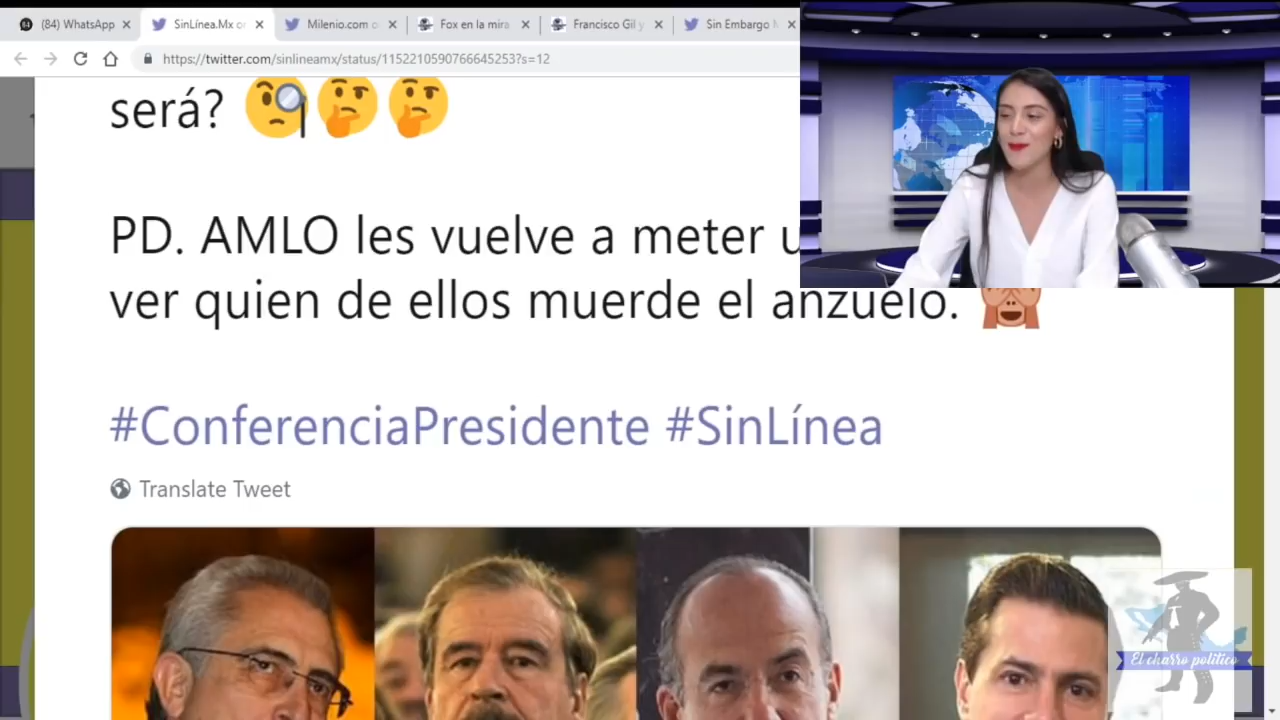 (84) WhatsApp
SinLínea.Mx
Milenio.com
Fox en la mira
Francisco Gil y
Sin Embargo
https://twitter.com/sinlineamx/status/1152210590766645253?s=12
será?
PD. AMLO les vuelve a meter
ver quien de ellos muerde el anzuelo.
#ConferenciaPresidente #SinLínea
Translate Tweet
El charro político